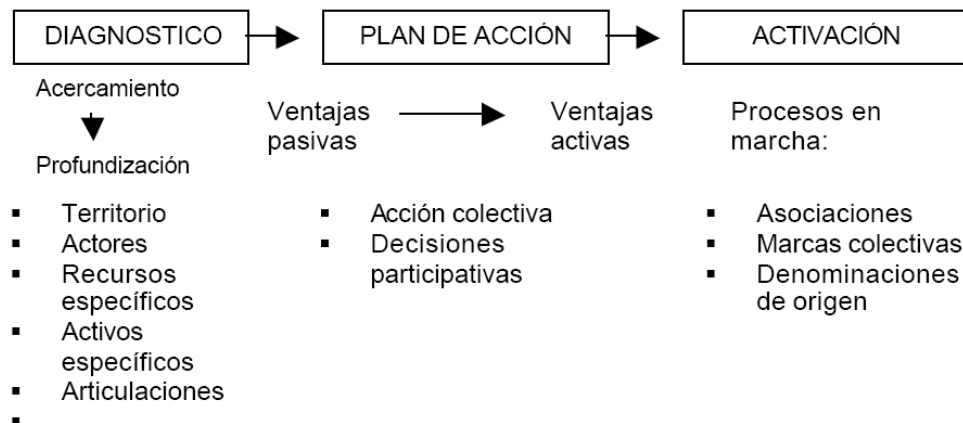 DIAGNOSTICO
PLAN DE ACCIÓN
ACTIVACIÓN
Acercamiento
Profundización
Ventajas
pasivas
Ventajas
activas
Procesos en
marcha:
Territorio
Actores
Recursos
específicos
Activos
específicos
Articulaciones
Acción colectiva
Decisiones
participativas
Asociaciones
Marcas colectivas
Denominaciones
de origen